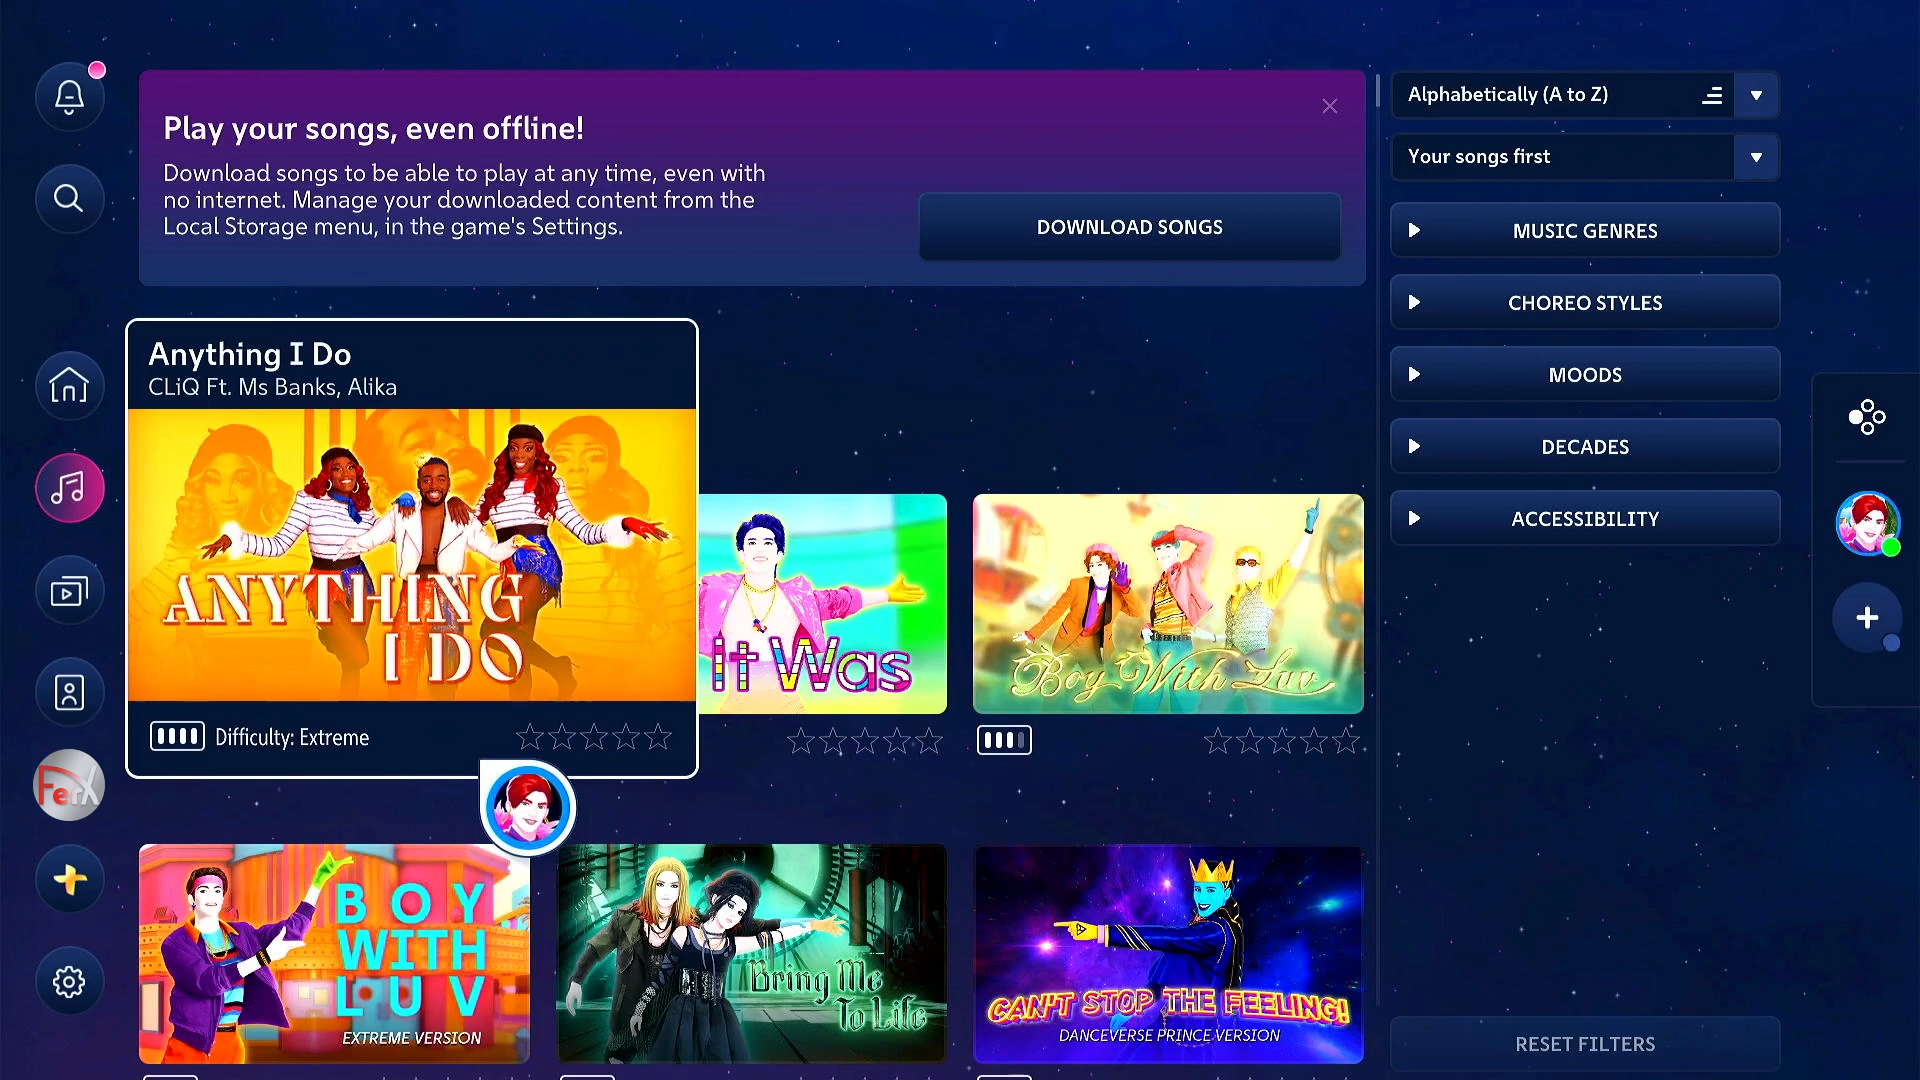 Play your songs, even offline!
Download songs to be able to play at any time, even with
no internet. Manage your downloaded content from the
Local Storage menu, in the game's Settings.
DOWNLOAD SONGS
Alphabetically (A to Z)
Your songs first
MUSIC GENRES
CHOREO STYLES
MOODS
DECADES
ACCESSIBILITY
RESET FILTERS
Anything I Do
CLiQ Ft. Ms Banks, Alika
ANYTHING
I DO
Difficulty: Extreme
It Was
Boy With Luv
FerX
BOY
WITH
LUV
EXTREME VERSION
Bring Me
To Life
CAN'T STOP THE FEELING!
DANCEVERSE PRINCE VERSION